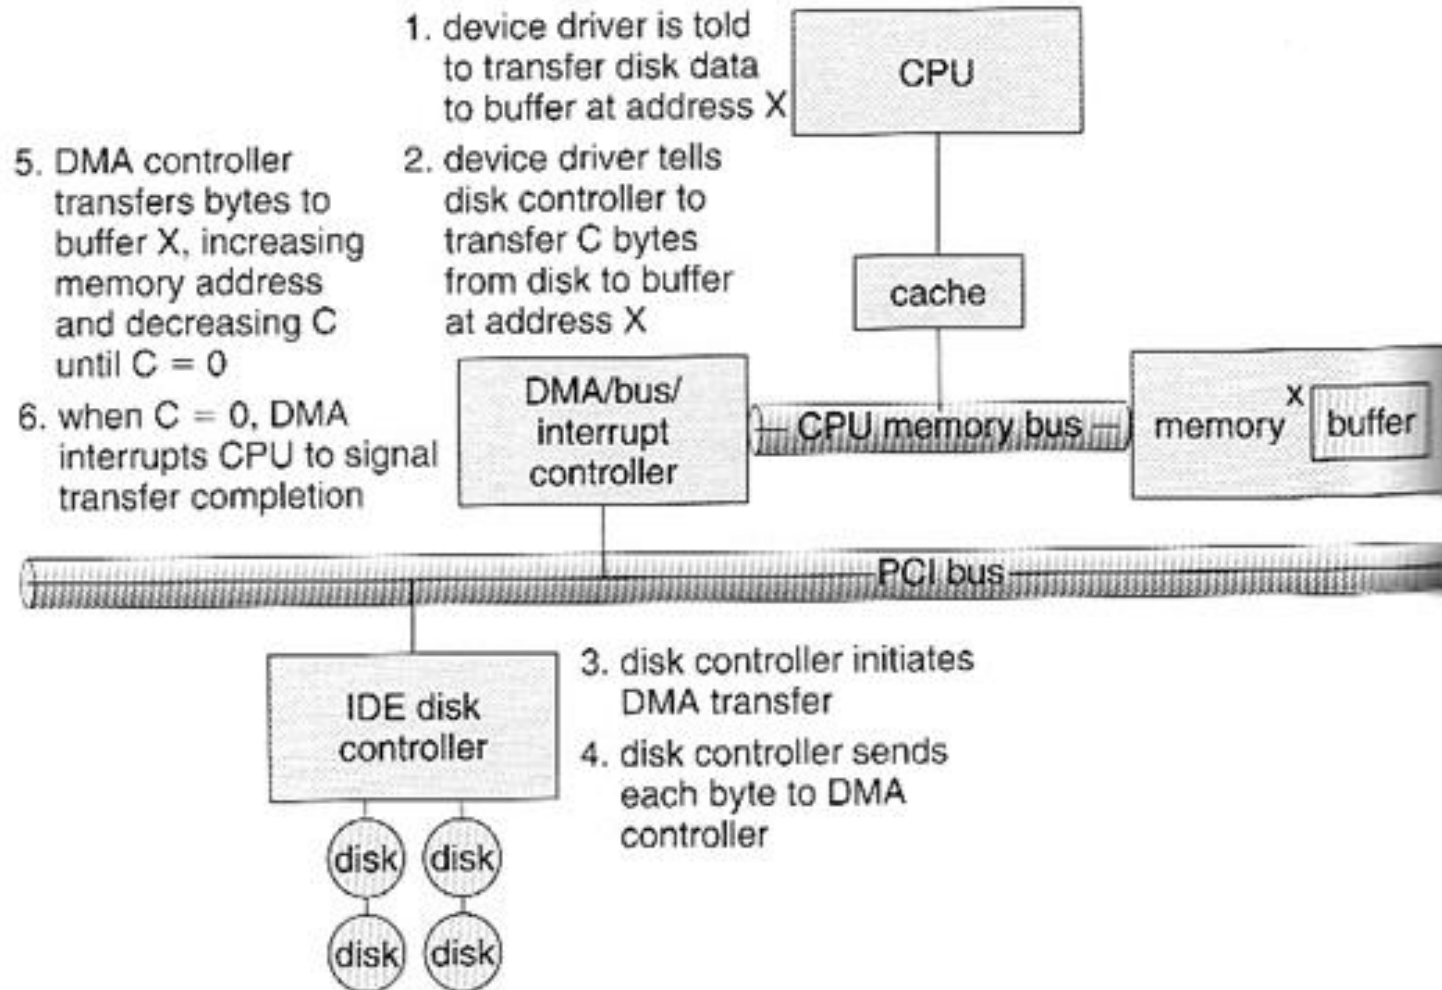 1. device driver is told
to transfer disk data
to buffer at address X
CPU
5. DMA controller
transfers bytes to
buffer X, increasing
memory address
and decreasing C
until C = 0
2. device driver tells
disk controller to
transfer C bytes
from disk to buffer
at address X
cache
6. when C = 0, DMA
interrupts CPU to signal
transfer completion
DMA/bus/
interrupt
controller
CPU memory bus
memory
X
buffer
PCI bus
IDE disk
controller
3. disk controller initiates
DMA transfer
4. disk controller sends
each byte to DMA
controller
disk
disk
disk
disk